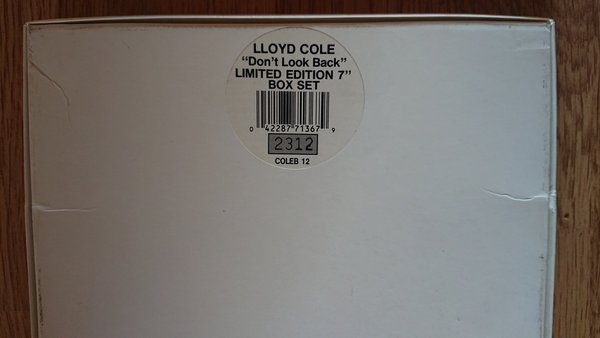 LLOYD COLE
"Don't Look Back"
LIMITED EDITION 7"
BOX SET
0 42287 71367 9
2312
COLEB 12